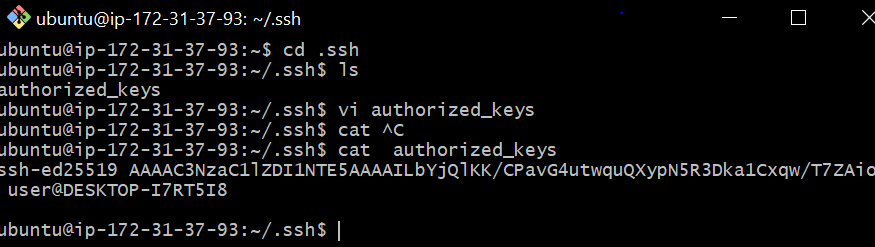 ubuntu@ip-172-31-37-93: ~/.ssh
ubuntu@ip-172-31-37-93:~$ cd .ssh
ubuntu@ip-172-31-37-93:~/.ssh$ ls
authorized_keys
ubuntu@ip-172-31-37-93:~/.ssh$ vi authorized_keys
ubuntu@ip-172-31-37-93:~/.ssh$ cat ^C
ubuntu@ip-172-31-37-93:~/.ssh$ cat  authorized_keys
ssh-ed25519 AAAAC3NzaC1lZDI1NTE5AAAAILbYjQlKK/CPavG4utwquQXypN5R3Dka1Cxqw/T7ZAio
user@DESKTOP-I7RT5I8
ubuntu@ip-172-31-37-93:~/.ssh$